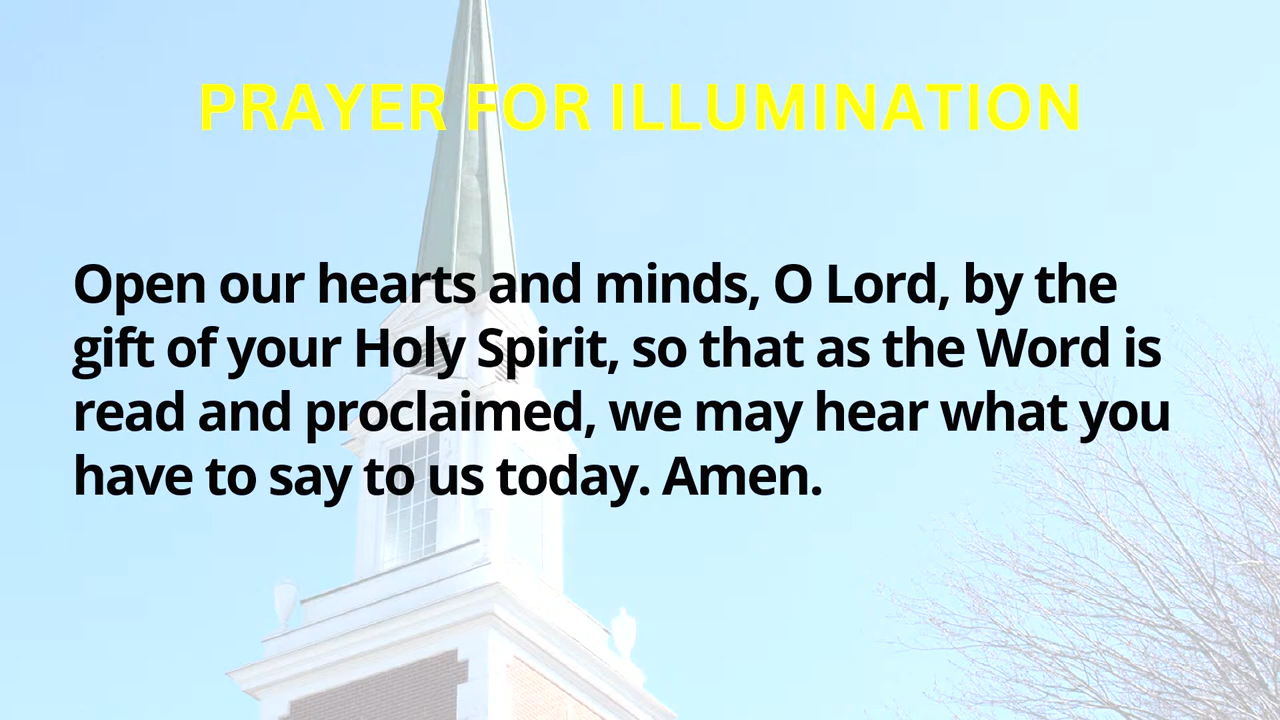 PRAYER FOR ILLUMINATION
Open our hearts and minds, O Lord, by the
gift of your Holy Spirit, so that as the Word is
read and proclaimed, we may hear what you
have to say to us today. Amen.